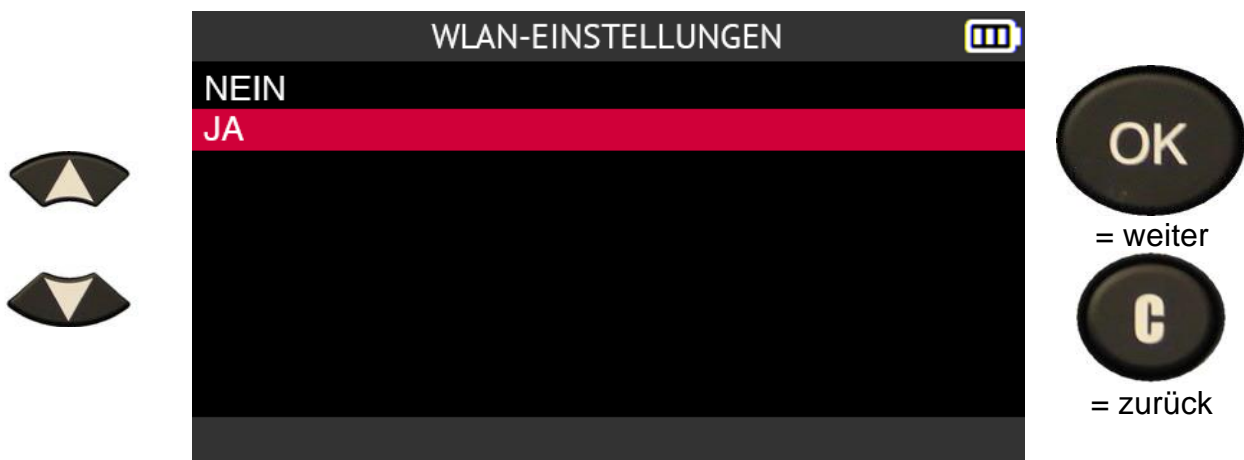 WLAN-EINSTELLUNGEN
NEIN
JA
OK
= weiter
C
= zurück